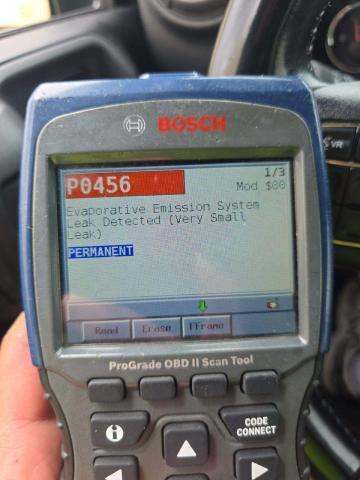 BOSCH
1/3
P0456
Mod $00
Evaporative Emission System
Leak Detected (Very Small
Leak)
PERMANENT
Read Erase FFrame
ProGrade OBD II Scan Tool
i
CODE
CONNECT